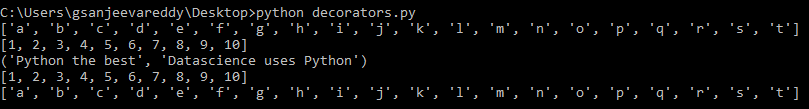 C:\Users\gsanjeevareddy\Desktop>python decorators.py
['a', 'b', 'c', 'd', 'e', 'f', 'g', 'h', 'i', 'j', 'k', 'l', 'm', 'n', 'o', 'p', 'q', 'r', 's', 't']
[1, 2, 3, 4, 5, 6, 7, 8, 9, 10]
('Python the best', 'Datascience uses Python')
[1, 2, 3, 4, 5, 6, 7, 8, 9, 10]
['a', 'b', 'c', 'd', 'e', 'f', 'g', 'h', 'i', 'j', 'k', 'l', 'm', 'n', 'o', 'p', 'q', 'r', 's', 't']